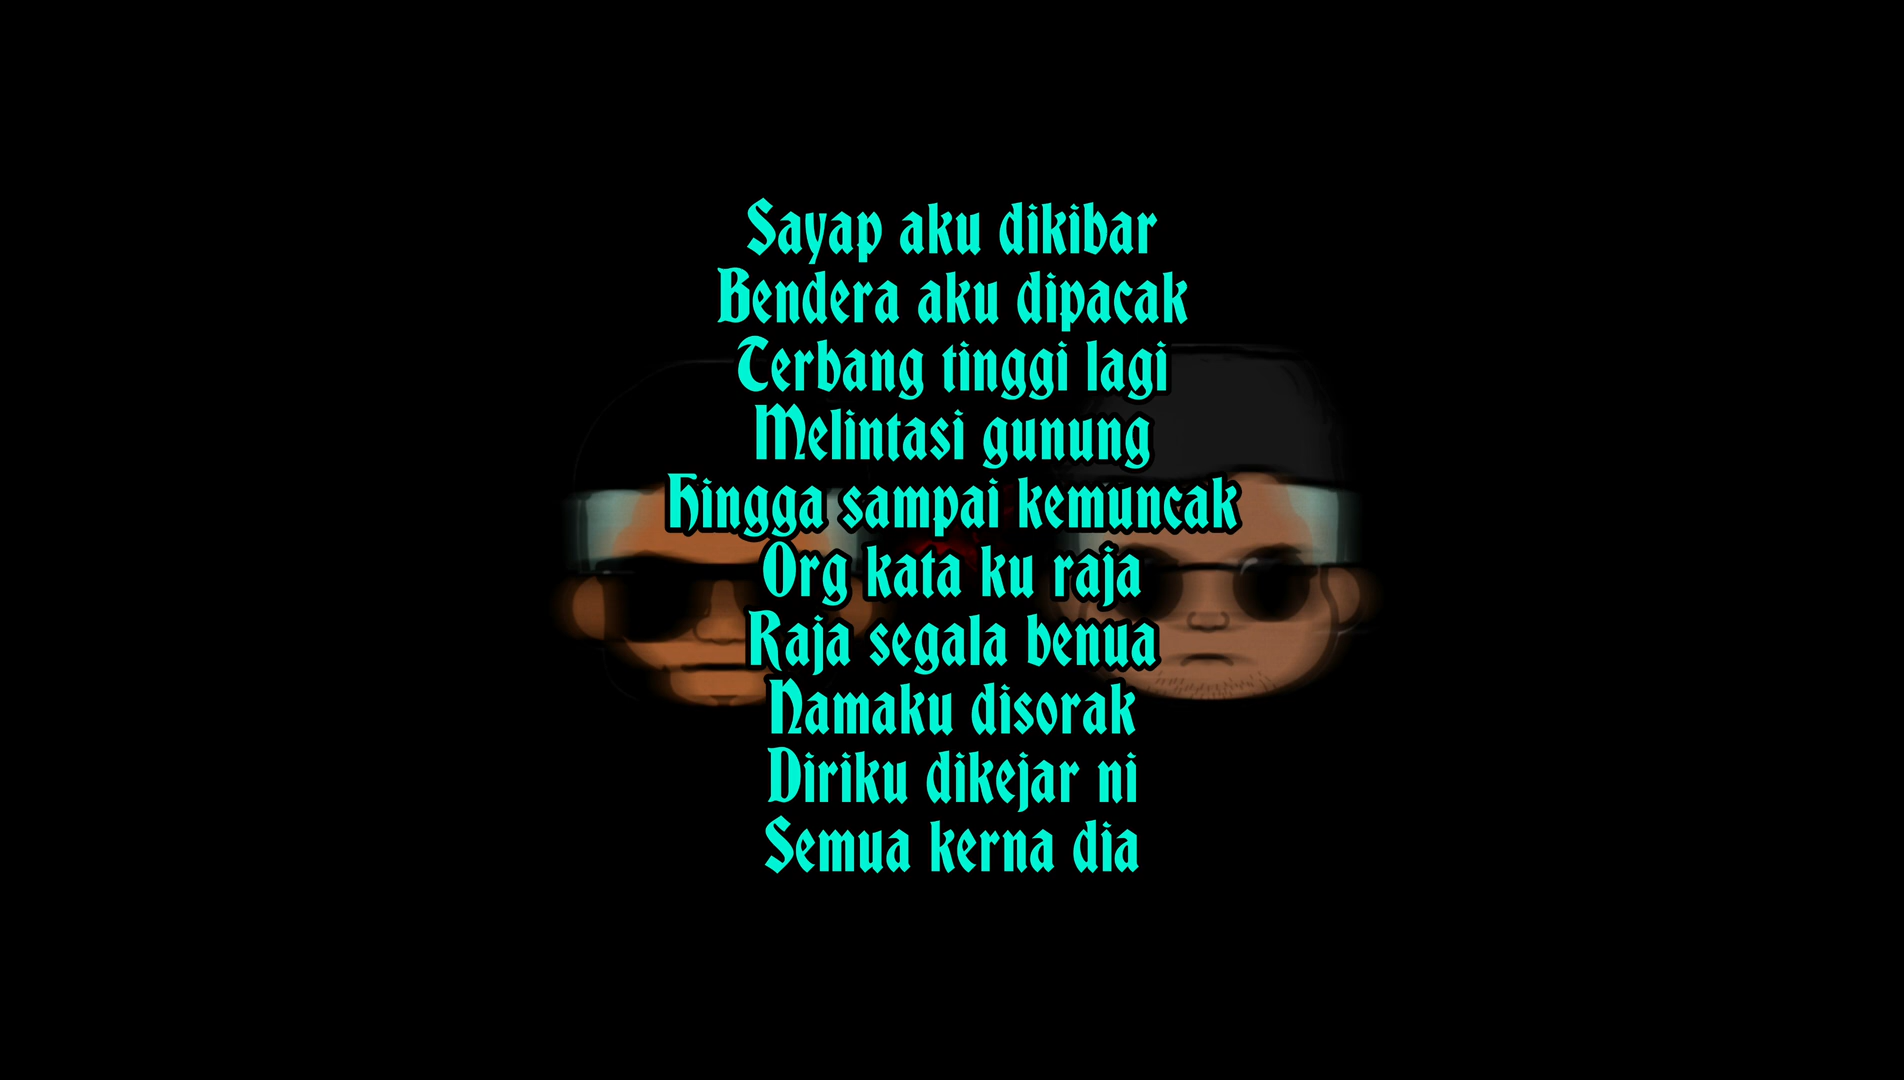 Sayap aku dikibar
Bendera aku dipacak
Terbang tinggi lagi
Melintasi gunung
Hingga sampai kemuncak
Org kata ku raja
Raja segala benua
Namaku disorak
Diriku dikejar ni
Semua kerna dia